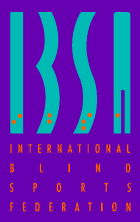 IBSA
INTERNATIONAL
BLIND
SPORTS
FEDERATION